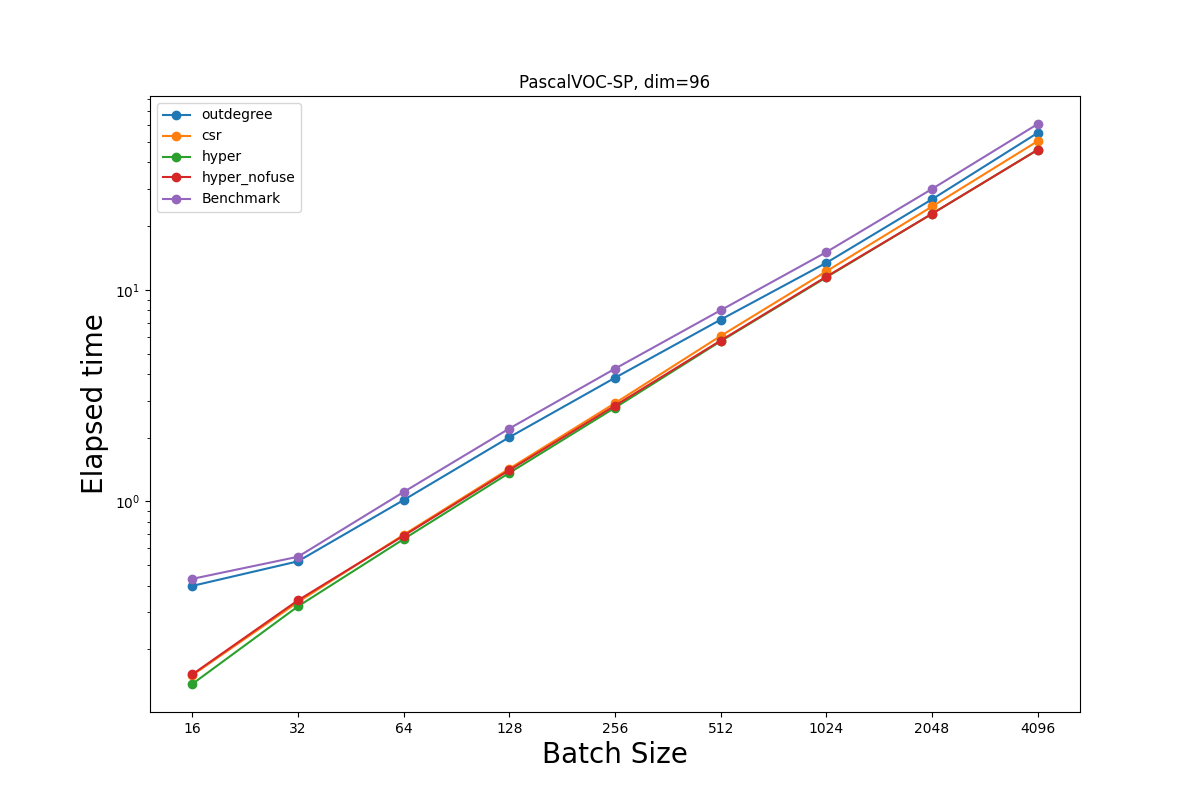 PascalVOC-SP, dim=96
outdegree
csr
hyper
hyper_nofuse
Benchmark
10¹
10⁰
Elapsed time
16 32 64 128 256 512 1024 2048 4096
Batch Size